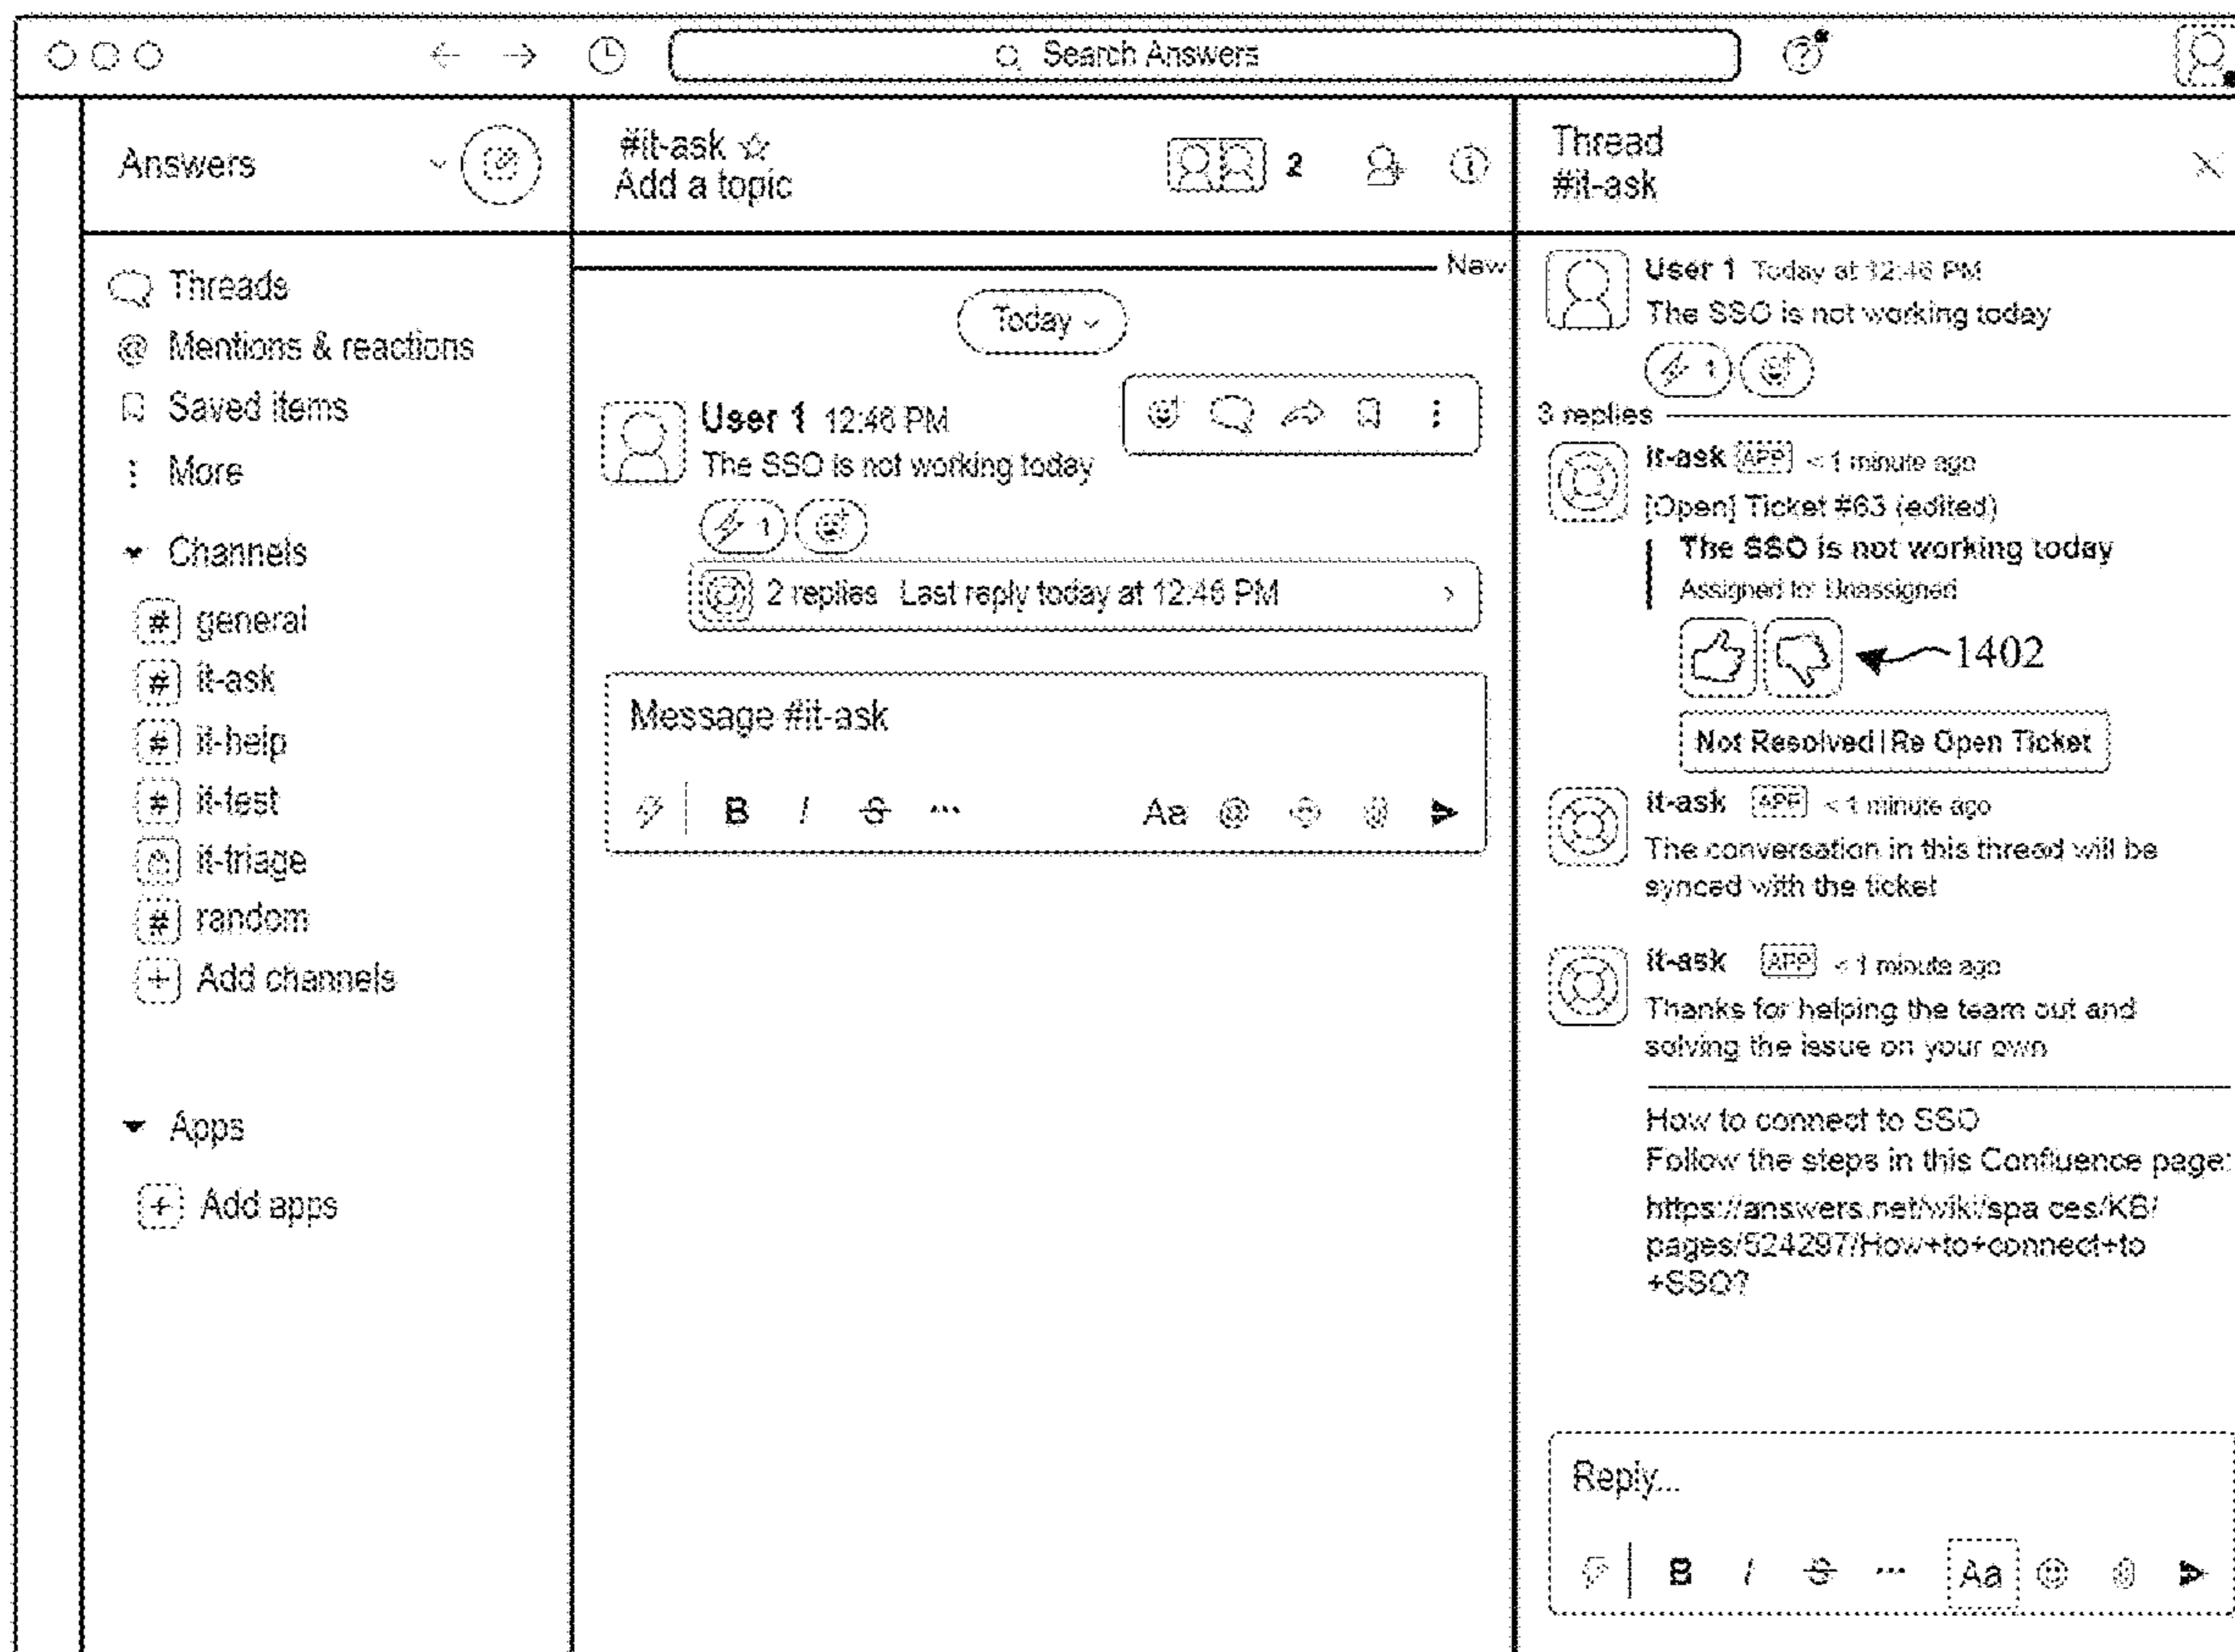 Search Answers
Answers
Threads
@ Mentions & reactions
Saved items
More
Channels
# general
# it-ask
# it-help
# it-test
it-triage
# random
+ Add channels
Apps
+ Add apps
#it-ask
Add a topic
2
New
Today
User 1 12:46 PM
The SSO is not working today
1
2 replies Last reply today at 12:46 PM
Message #it-ask
B I S ... Aa @
Thread
#it-ask
User 1 Today at 12:46 PM
The SSO is not working today
1
3 replies
it-ask APP < 1 minute ago
[Open] Ticket #63 (edited)
The SSO is not working today
Assigned to: Unassigned
1402
Not Resolved|Re Open Ticket
it-ask APP < 1 minute ago
The conversation in this thread will be
synced with the ticket
it-ask APP < 1 minute ago
Thanks for helping the team out and
solving the issue on your own
How to connect to SSO
Follow the steps in this Confluence page:
https://answers.net/wiki/spa ces/KB/
pages/524297/How+to+connect+to
+SSO?
Reply...
B I S ... Aa